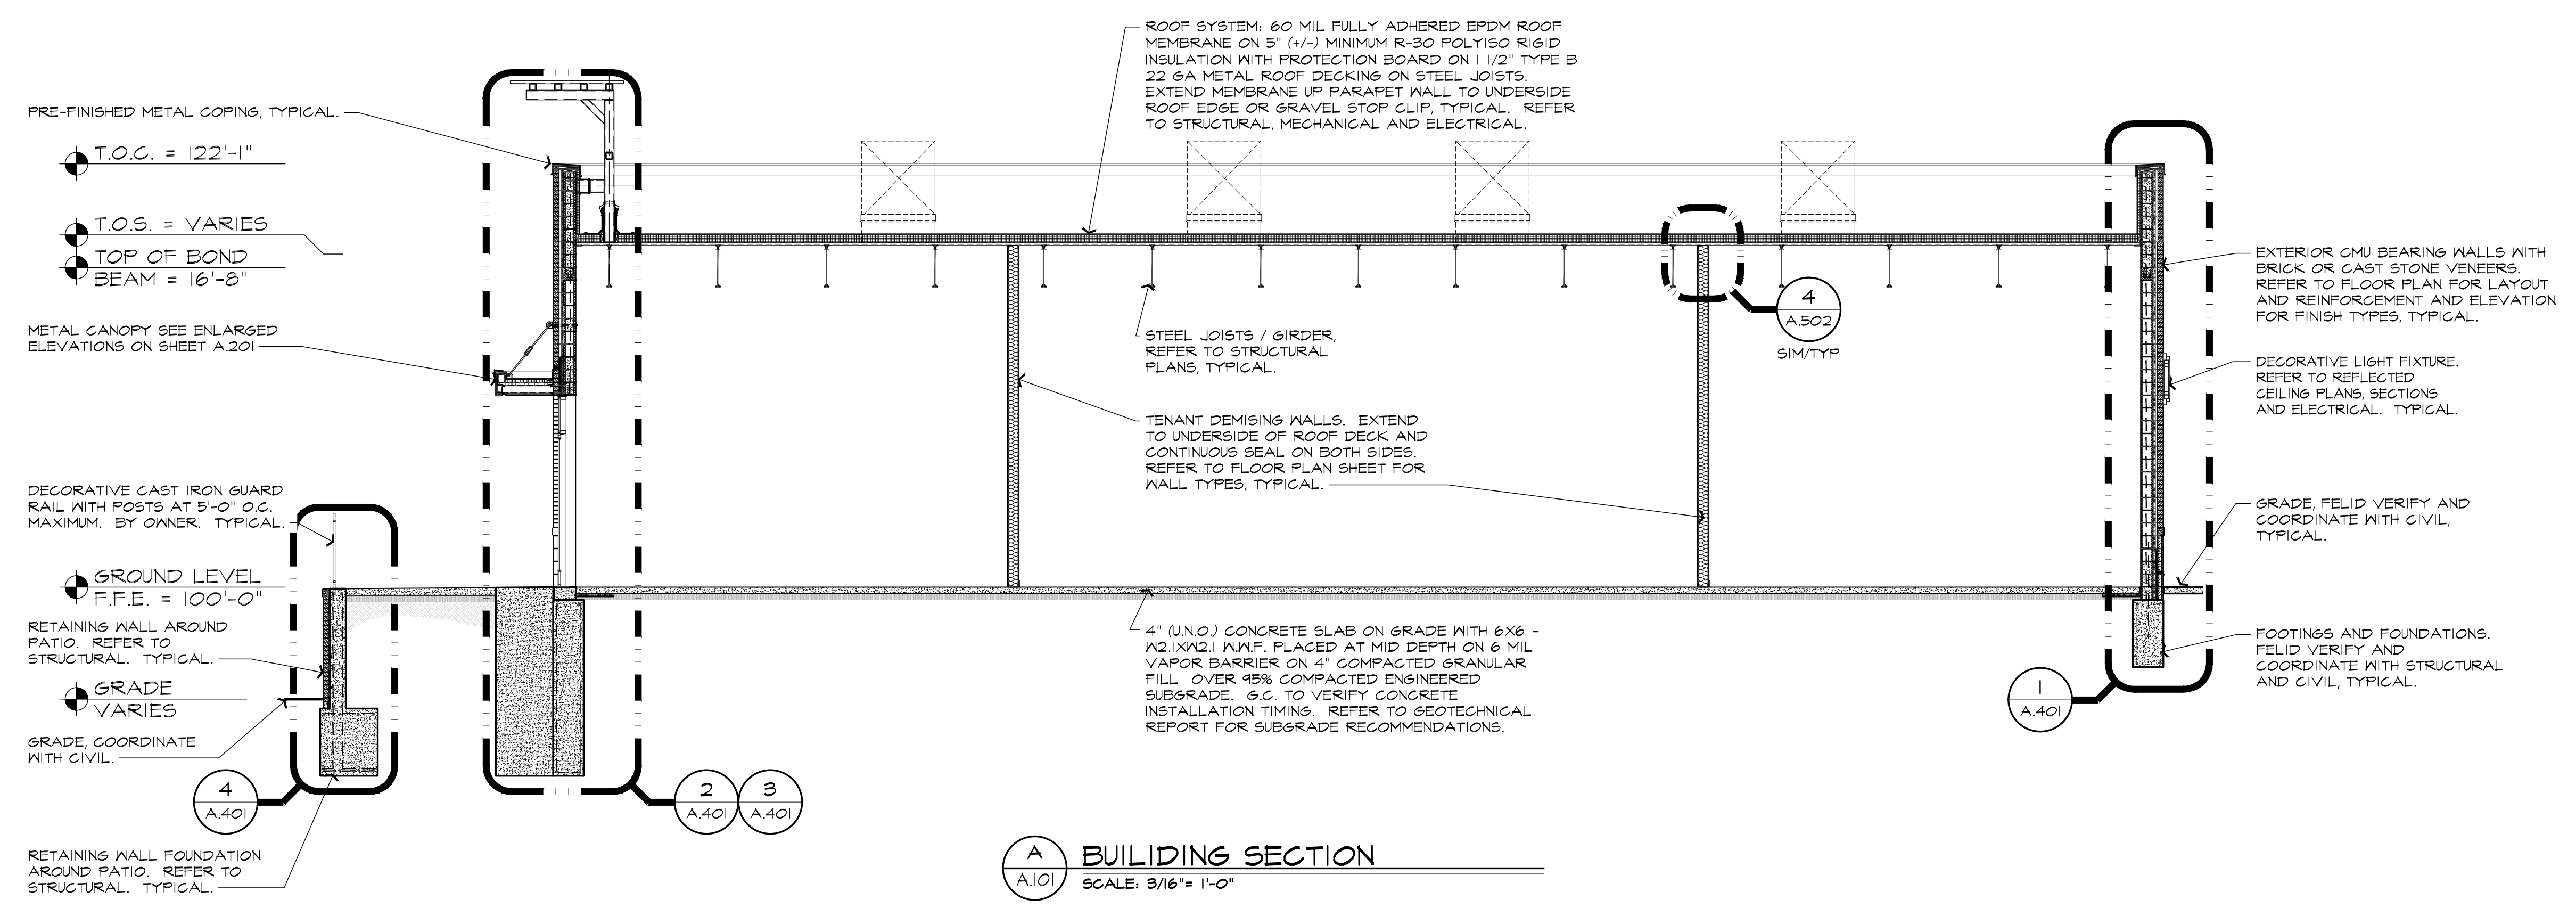 ROOF SYSTEM: 60 MIL FULLY ADHERED EPDM ROOF
MEMBRANE ON 5" (+/-) MINIMUM R-30 POLYISO RIGID
INSULATION WITH PROTECTION BOARD ON 1 1/2" TYPE B
22 GA METAL ROOF DECKING ON STEEL JOISTS.
EXTEND MEMBRANE UP PARAPET WALL TO UNDERSIDE
ROOF EDGE OR GRAVEL STOP CLIP, TYPICAL. REFER
TO STRUCTURAL, MECHANICAL AND ELECTRICAL.
PRE-FINISHED METAL COPING, TYPICAL.
T.O.C. = 122'-1"
T.O.S. = VARIES
TOP OF BOND
BEAM = 16'-8"
METAL CANOPY SEE ENLARGED
ELEVATIONS ON SHEET A.201
DECORATIVE CAST IRON GUARD
RAIL WITH POSTS AT 5'-0" O.C.
MAXIMUM. BY OWNER. TYPICAL.
GROUND LEVEL
F.F.E. = 100'-0"
RETAINING WALL AROUND
PATIO. REFER TO
STRUCTURAL. TYPICAL.
GRADE
VARIES
GRADE, COORDINATE
WITH CIVIL.
4
A.401
RETAINING WALL FOUNDATION
AROUND PATIO. REFER TO
STRUCTURAL. TYPICAL.
2
A.401
3
A.401
STEEL JOISTS / GIRDER,
REFER TO STRUCTURAL
PLANS, TYPICAL.
TENANT DEMISING WALLS. EXTEND
TO UNDERSIDE OF ROOF DECK AND
CONTINUOUS SEAL ON BOTH SIDES.
REFER TO FLOOR PLAN SHEET FOR
WALL TYPES, TYPICAL.
4
A.502
SIM/TYP
4" (U.N.O.) CONCRETE SLAB ON GRADE WITH 6X6 -
W2.1XW2.1 W.W.F. PLACED AT MID DEPTH ON 6 MIL
VAPOR BARRIER ON 4" COMPACTED GRANULAR
FILL OVER 95% COMPACTED ENGINEERED
SUBGRADE. G.C. TO VERIFY CONCRETE
INSTALLATION TIMING. REFER TO GEOTECHNICAL
REPORT FOR SUBGRADE RECOMMENDATIONS.
EXTERIOR CMU BEARING WALLS WITH
BRICK OR CAST STONE VENEERS.
REFER TO FLOOR PLAN FOR LAYOUT
AND REINFORCEMENT AND ELEVATION
FOR FINISH TYPES, TYPICAL.
DECORATIVE LIGHT FIXTURE.
REFER TO REFLECTED
CEILING PLANS, SECTIONS
AND ELECTRICAL. TYPICAL.
GRADE, FELID VERIFY AND
COORDINATE WITH CIVIL,
TYPICAL.
FOOTINGS AND FOUNDATIONS.
FELID VERIFY AND
COORDINATE WITH STRUCTURAL
AND CIVIL, TYPICAL.
1
A.401
A
A.101
BUILIDING SECTION
SCALE: 3/16"= 1'-0"